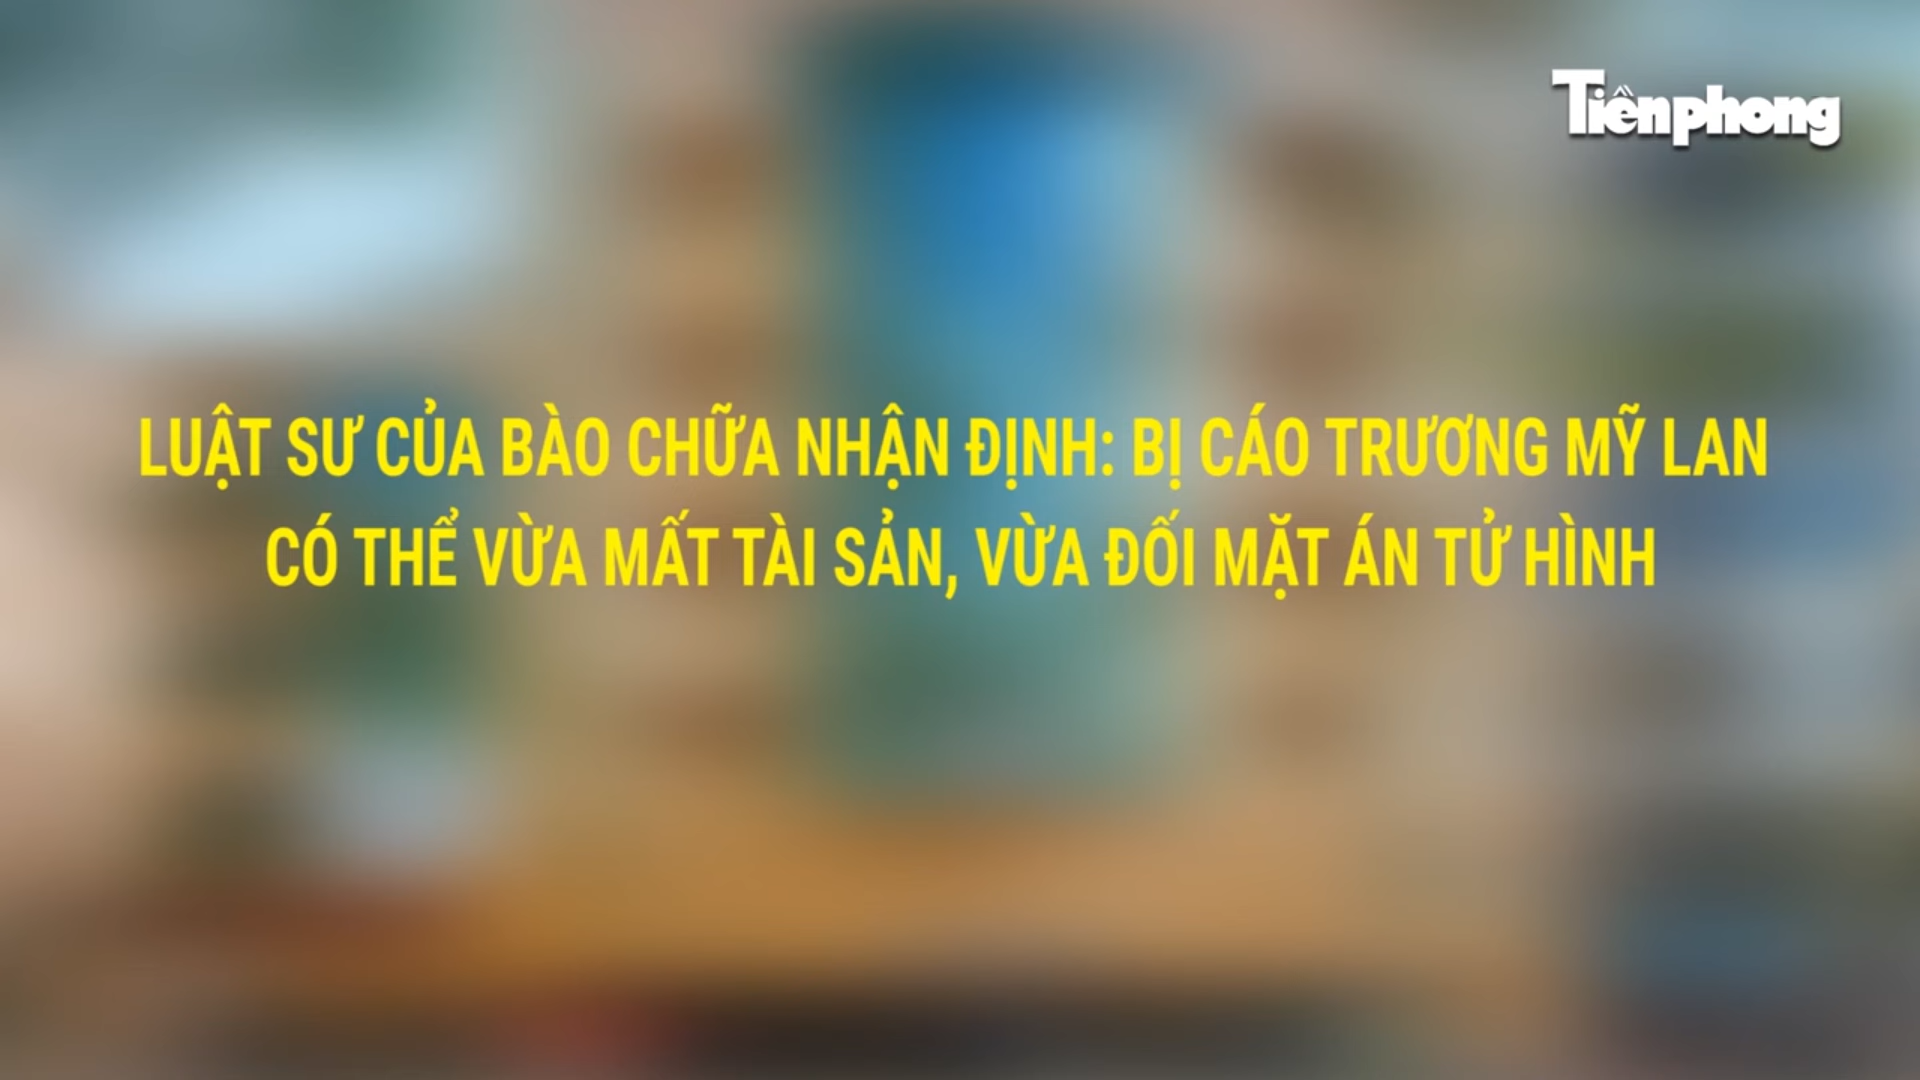 Tiênphong
LUẬT SƯ CỦA BÀO CHỮA NHẬN ĐỊNH: BỊ CÁO TRƯƠNG MỸ LAN
CÓ THỂ VỪA MẤT TÀI SẢN, VỪA ĐỐI MẶT ÁN TỬ HÌNH